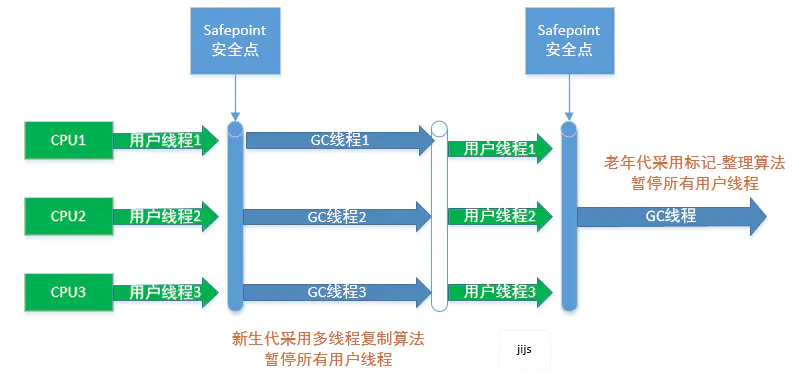 Safepoint
安全点
Safepoint
安全点
CPU1
用户线程1
GC线程1
用户线程1
CPU2
用户线程2
GC线程2
用户线程2
CPU3
用户线程3
GC线程3
用户线程3
老年代采用标记-整理算法
暂停所有用户线程
GC线程
新生代采用多线程复制算法
暂停所有用户线程
jijs